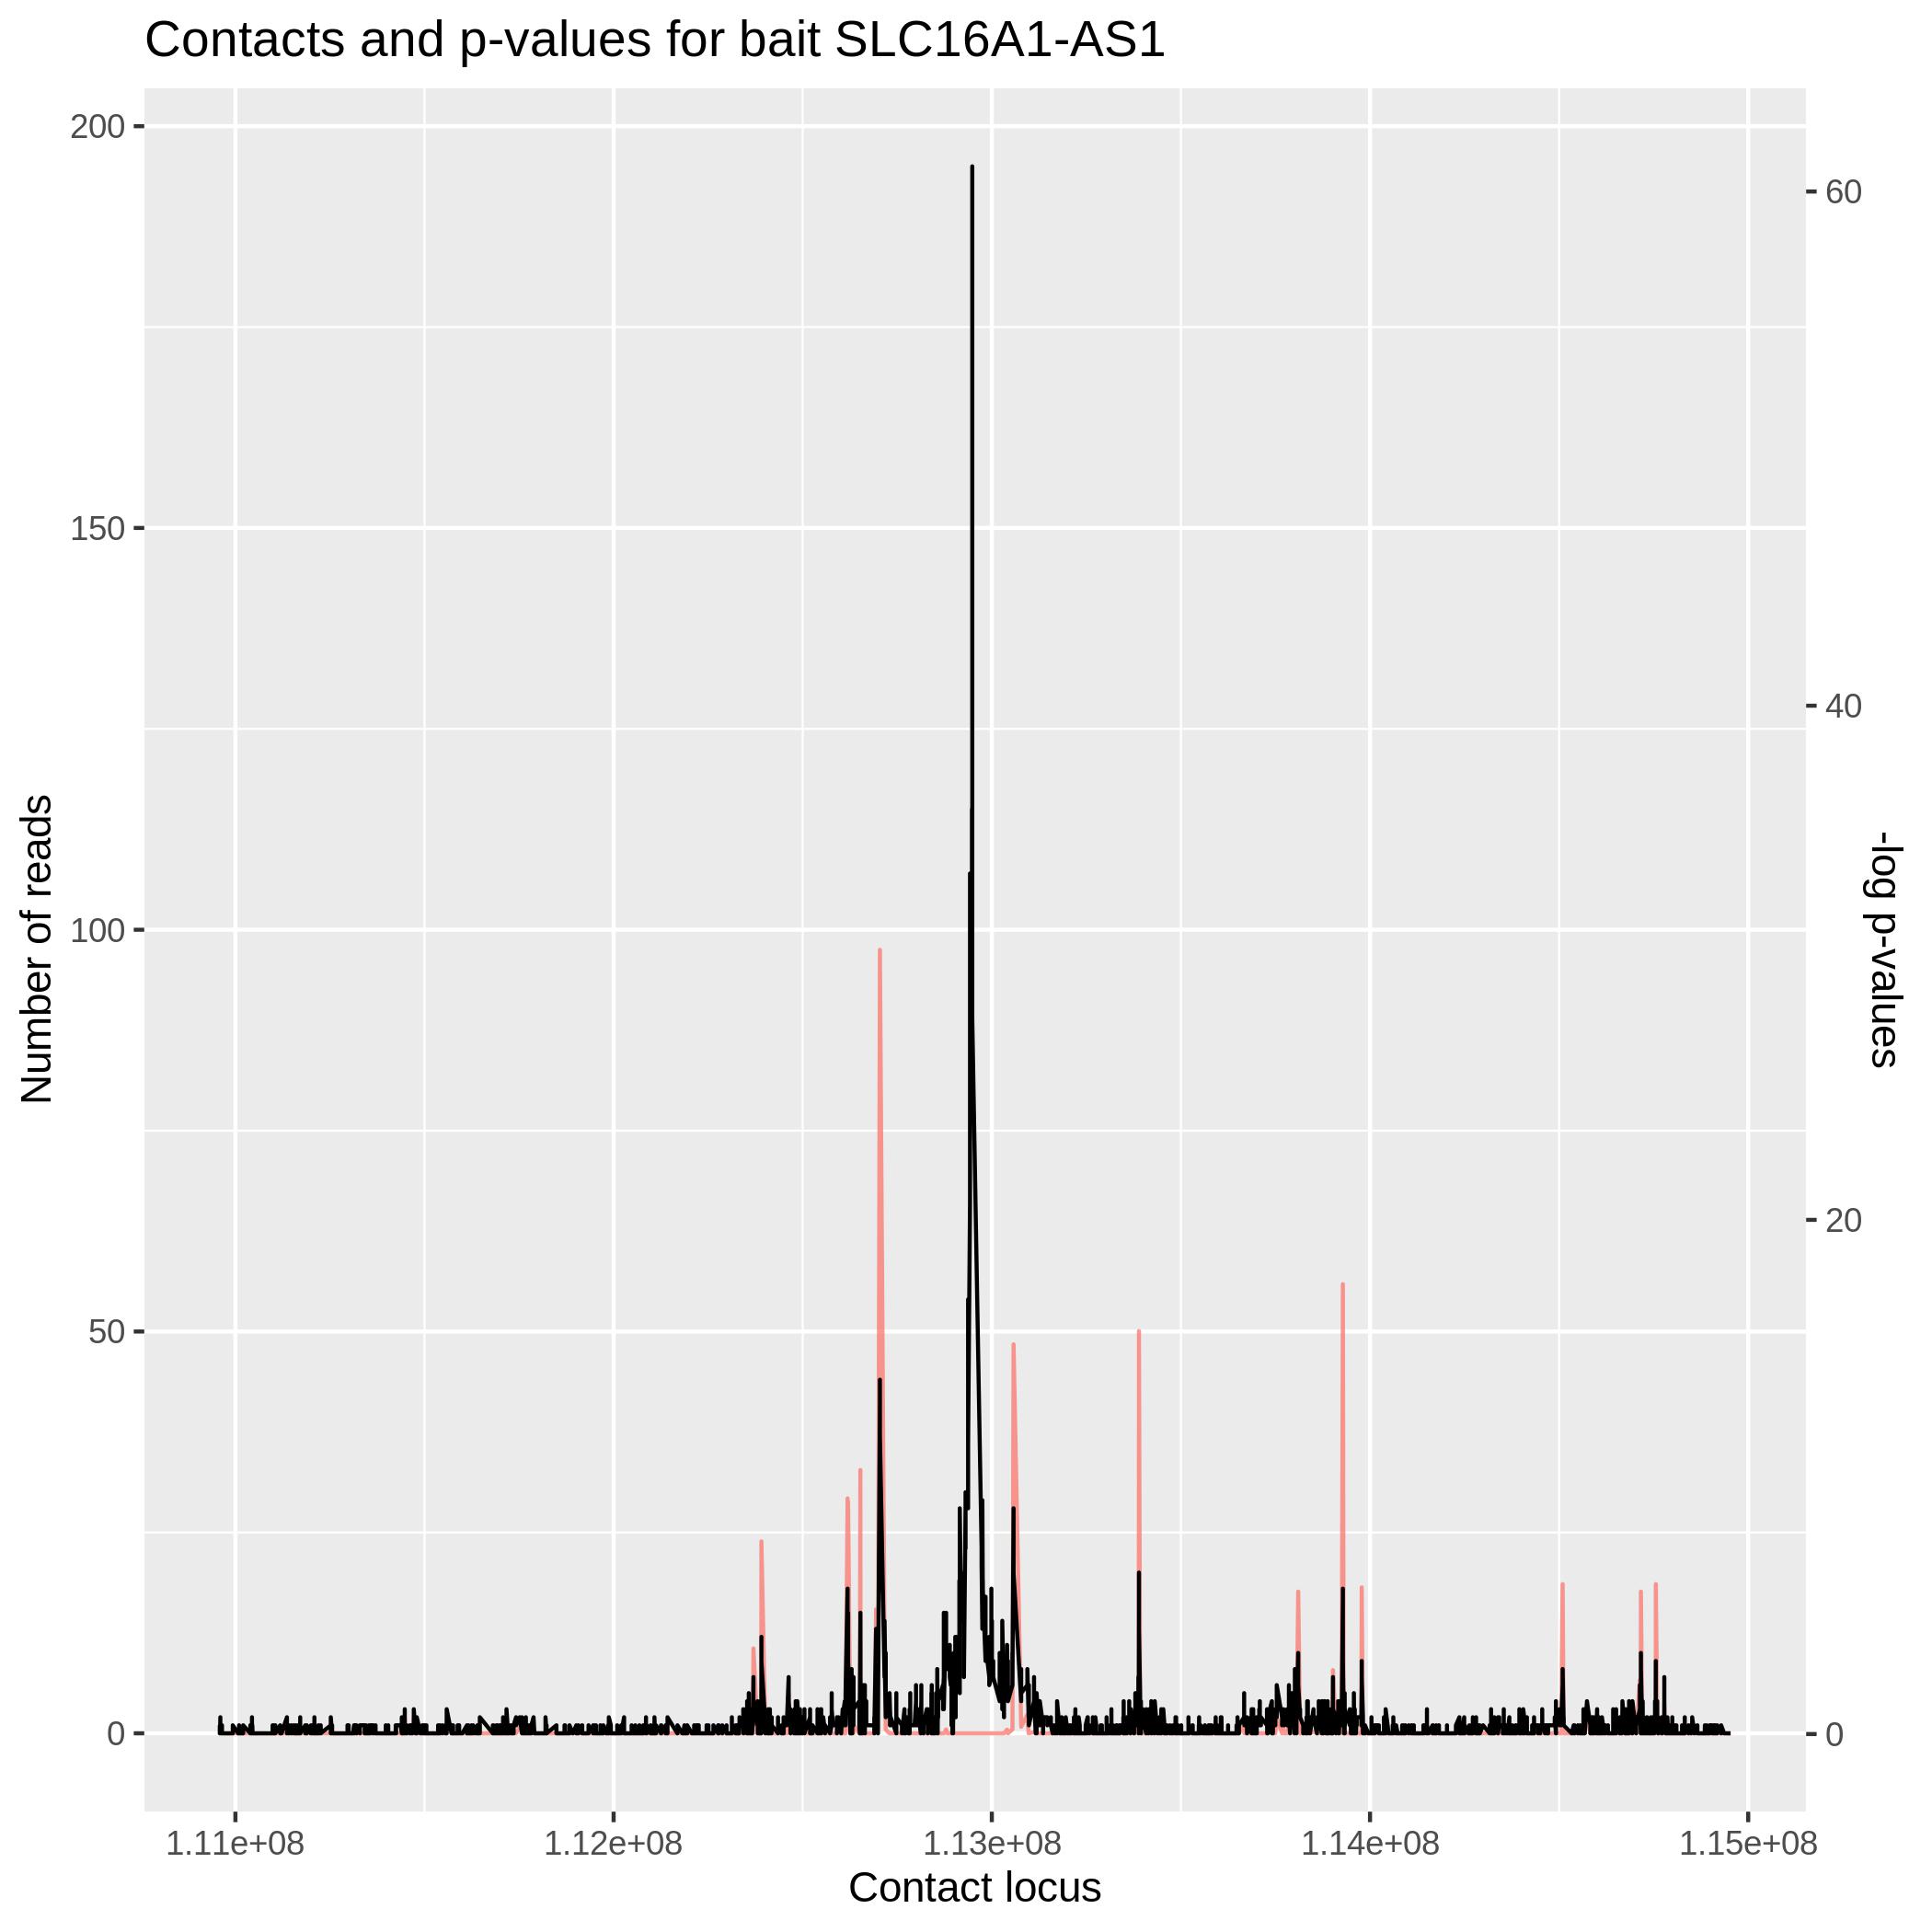 Contacts and p-values for bait SLC16A1-AS1
200
150
100
50
0
Number of reads
60
40
20
0
-log p-values
1.11e+08
1.12e+08
1.13e+08
1.14e+08
1.15e+08
Contact locus